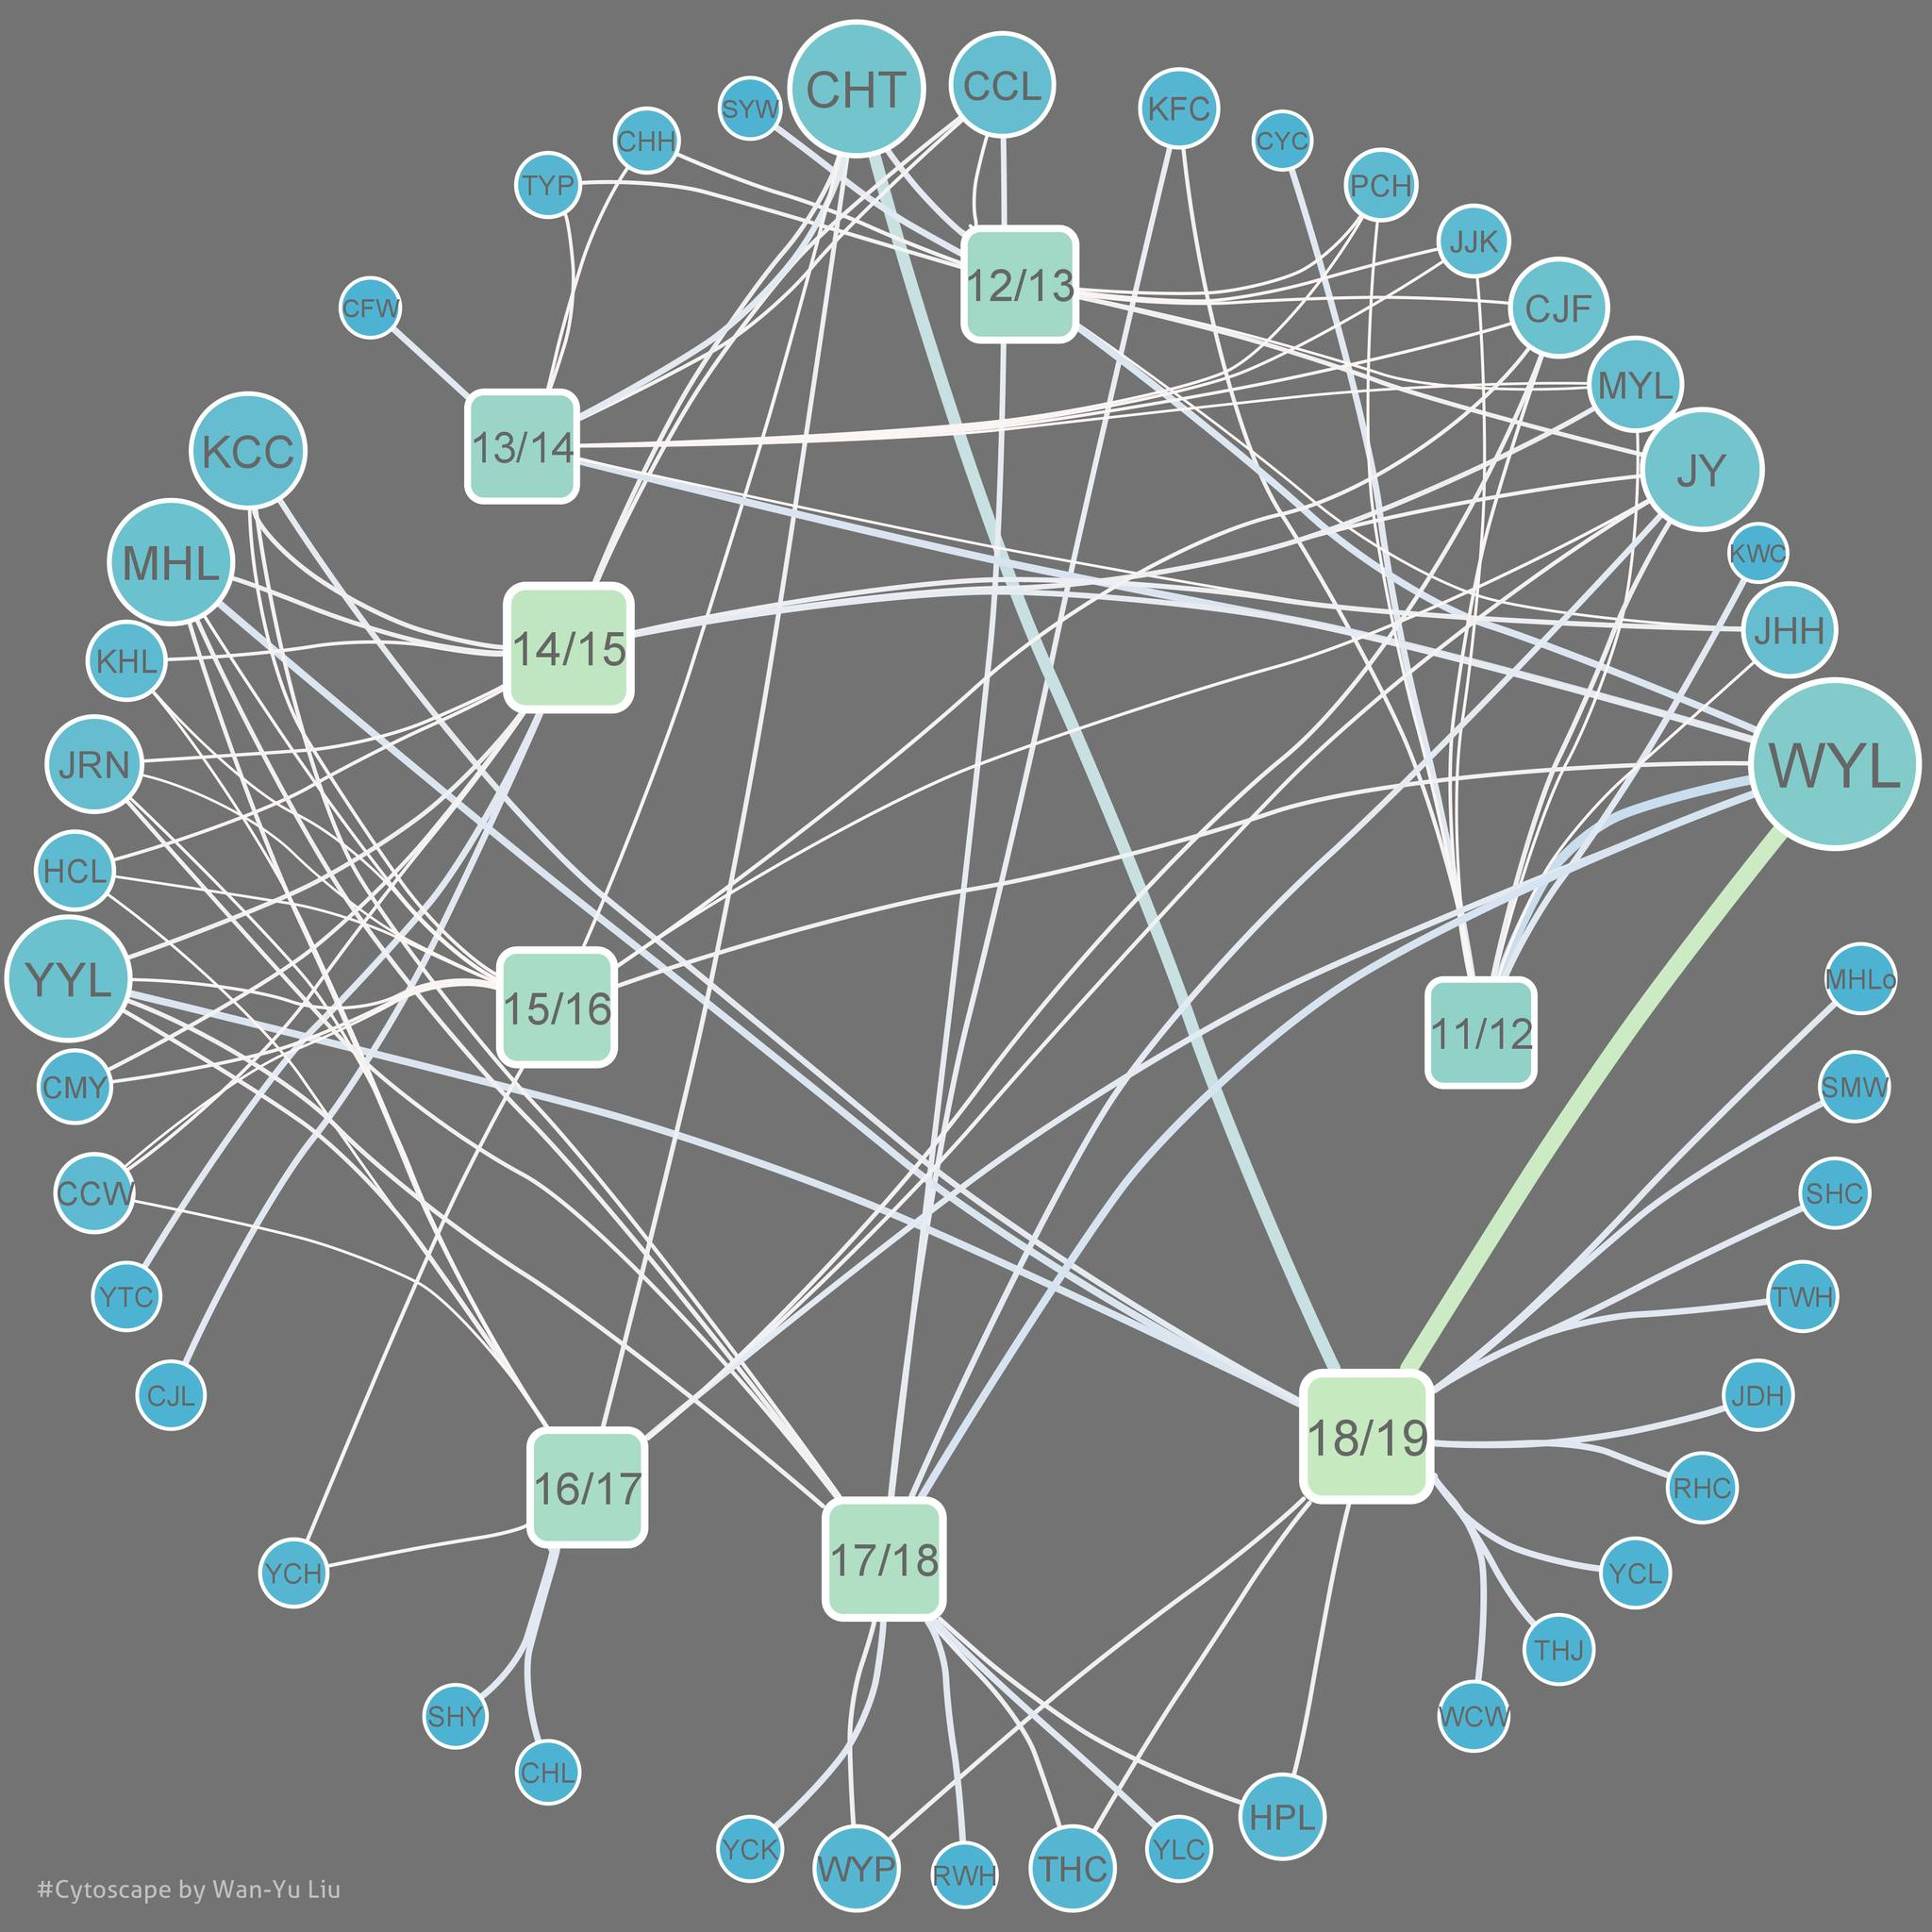 CHT
CCL
SYW
KFC
CHH
CYC
TYP
PCH
JJK
12/13
CFW
CJF
MYL
13/14
KCC
JY
KWC
MHL
JHH
14/15
KHL
JRN
WYL
HCL
YYL
MHLo
15/16
11/12
CMY
SMW
CCW
SHC
YTC
TWH
CJL
JDH
18/19
16/17
RHC
17/18
YCH
YCL
THJ
SHY
WCW
CHL
HPL
YCK
WYP
RWH
THC
YLC
#Cytoscape by Wan-Yu Liu